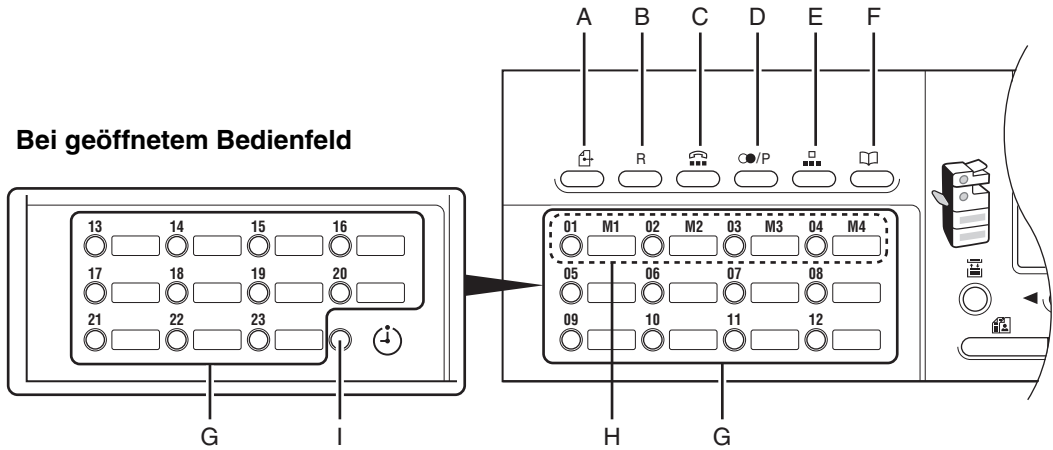 A B C D E F
Bei geöffnetem Bedienfeld
R /P
13 14 15 16
01 M1 02 M2 03 M3 04 M4
17 18 19 20
05 06 07 08
21 22 23
09 10 11 12
G I H G